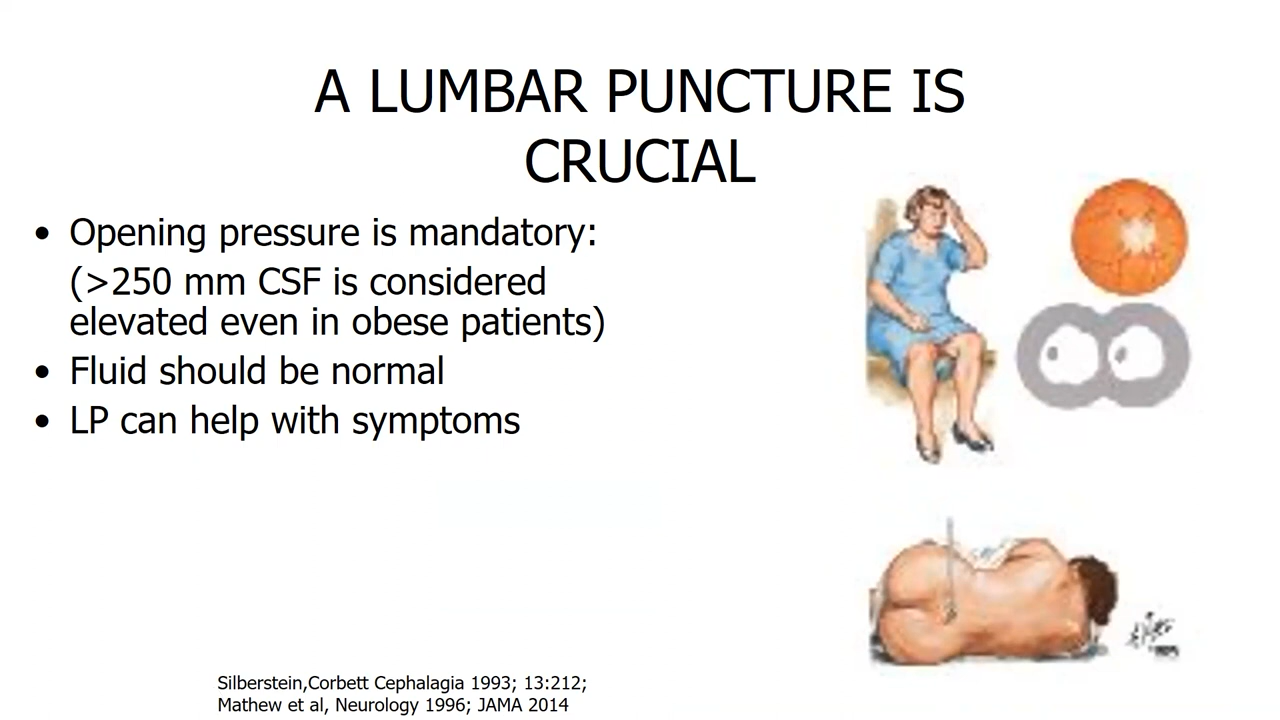 A LUMBAR PUNCTURE IS
CRUCIAL
• Opening pressure is mandatory:
(>250 mm CSF is considered
elevated even in obese patients)
• Fluid should be normal
• LP can help with symptoms
Silberstein,Corbett Cephalagia 1993; 13:212;
Mathew et al, Neurology 1996; JAMA 2014